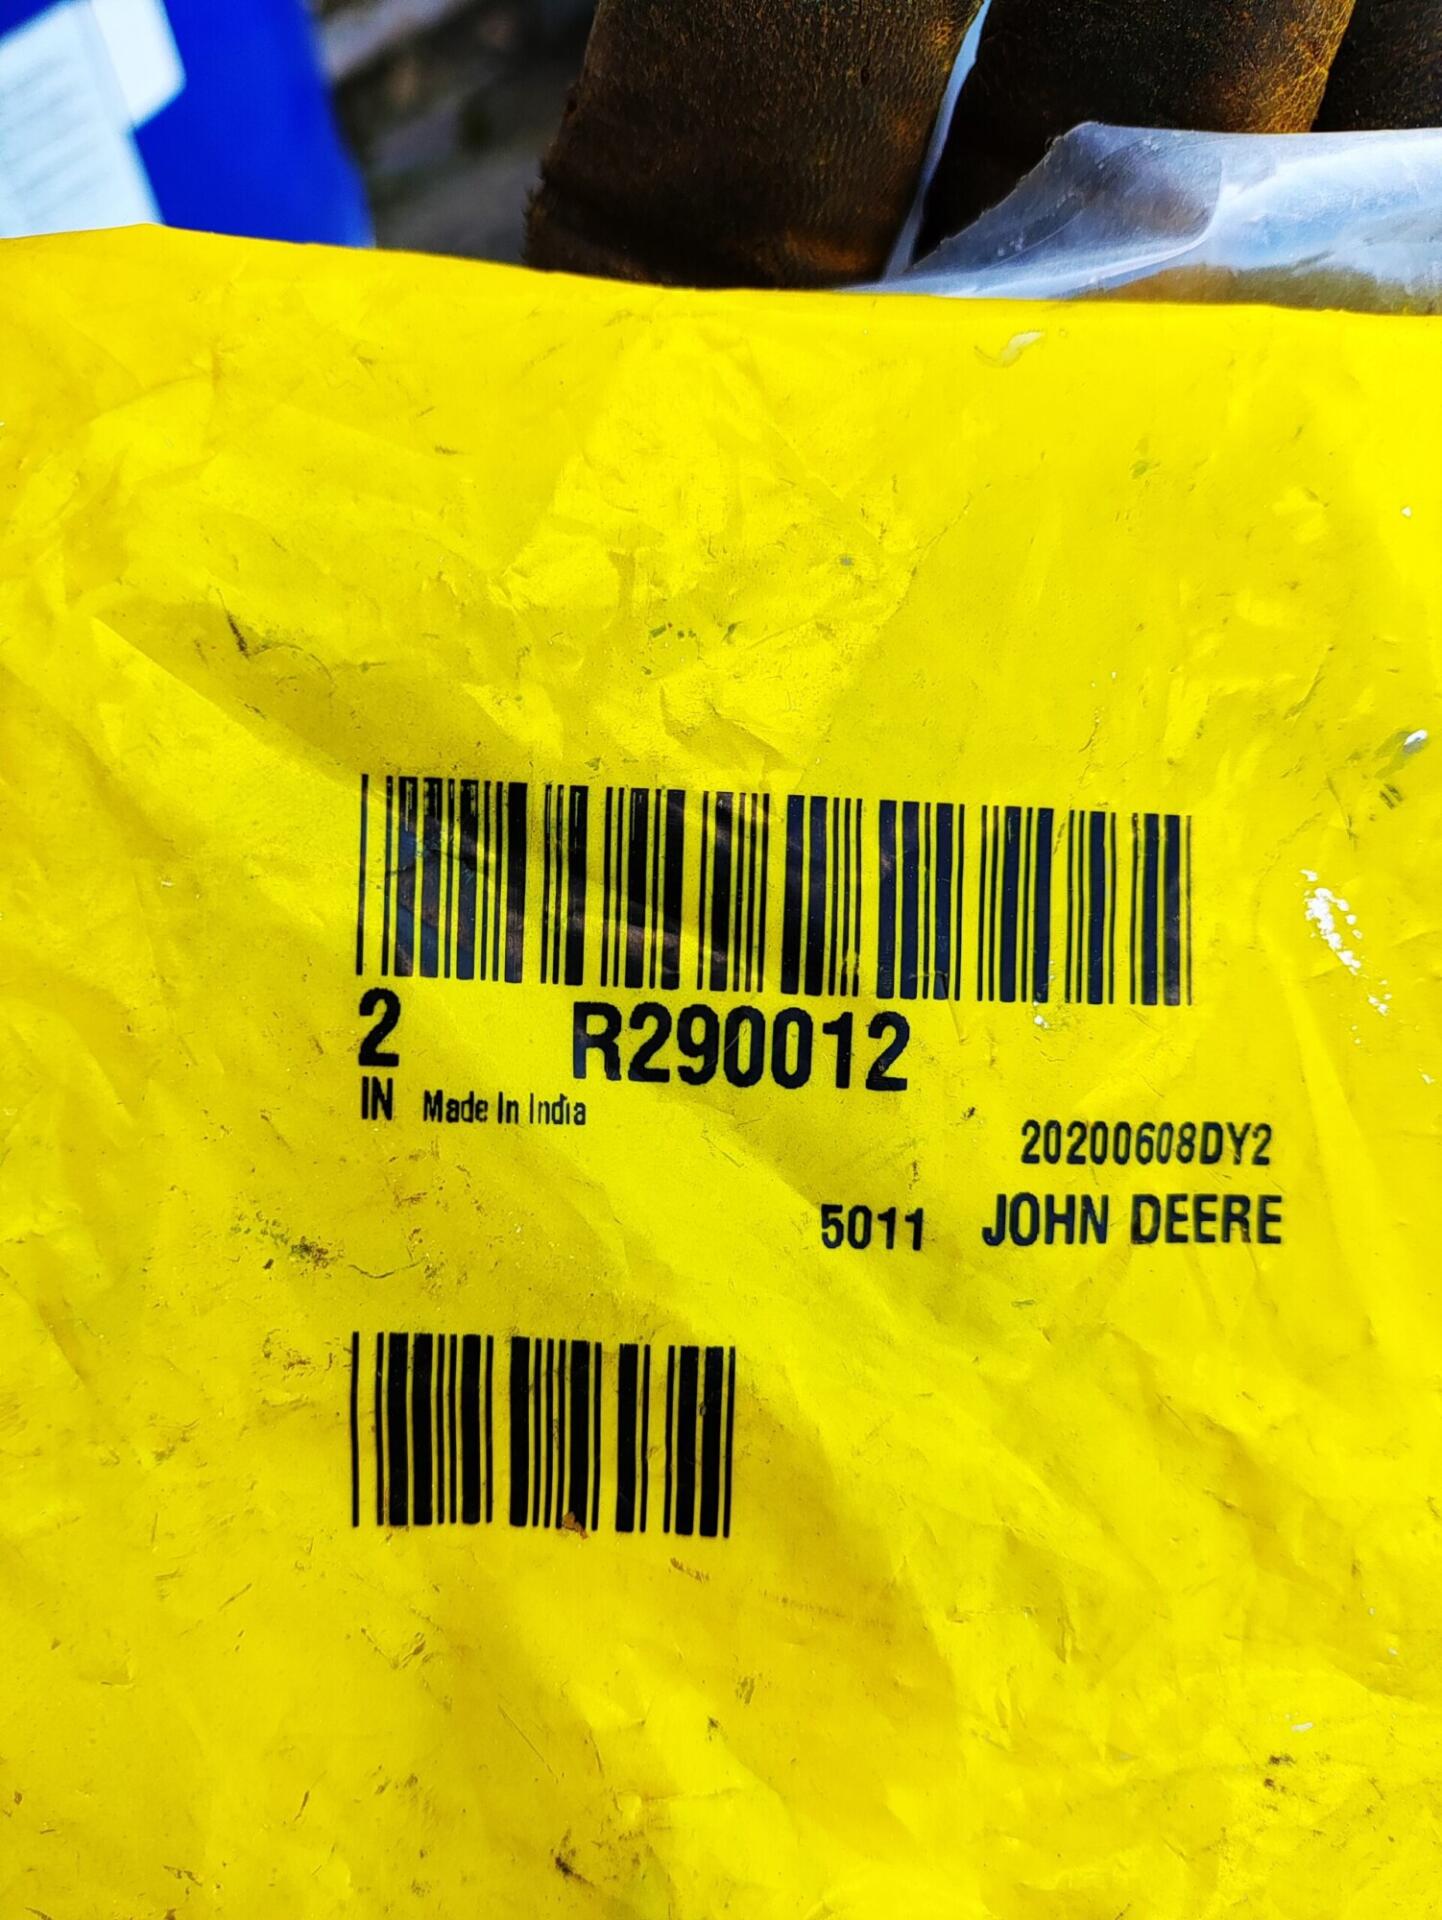 2 R290012
IN Made In India
20200608DY2
5011 JOHN DEERE